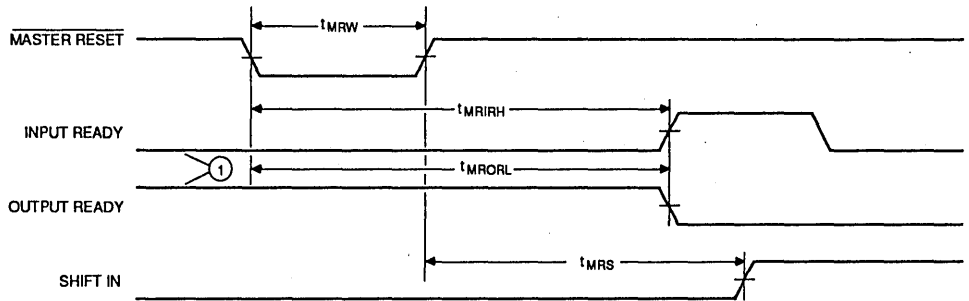 tMRW
MASTER RESET
tMRIRH
INPUT READY
1
tMRORL
OUTPUT READY
tMRS
SHIFT IN